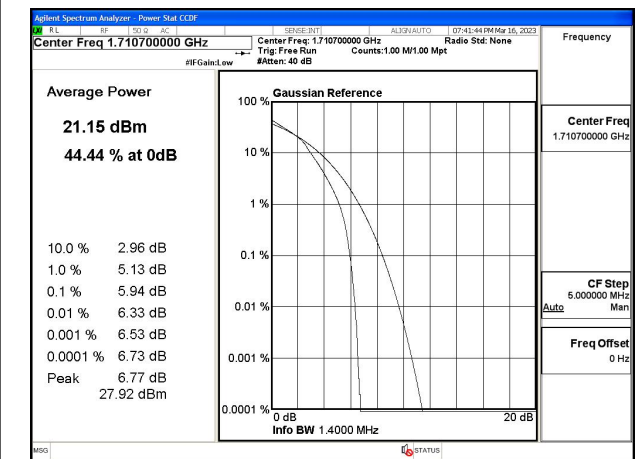 Agilent Spectrum Analyzer - Power Stat CCDF
LXI RL RF 50 Ω AC SENSE:INT ALIGN AUTO 07:41:44 PM Mar 16, 2023
Center Freq 1.710700000 GHz
Center Freq: 1.710700000 GHz Radio Std: None
Trig: Free Run Counts:1.00 M/1.00 Mpt
#IFGain:Low #Atten: 40 dB
Frequency
Average Power
21.15 dBm
44.44 % at 0dB
10.0 % 2.96 dB
1.0 % 5.13 dB
0.1 % 5.94 dB
0.01 % 6.33 dB
0.001 % 6.53 dB
0.0001 % 6.73 dB
Peak 6.77 dB
27.92 dBm
Gaussian Reference
100 %
10 %
1 %
0.1 %
0.01 %
0.001 %
0.0001 %
0 dB 20 dB
Info BW 1.4000 MHz
Center Freq
1.710700000 GHz
CF Step
5.000000 MHz
Auto Man
Freq Offset
0 Hz
MSG STATUS